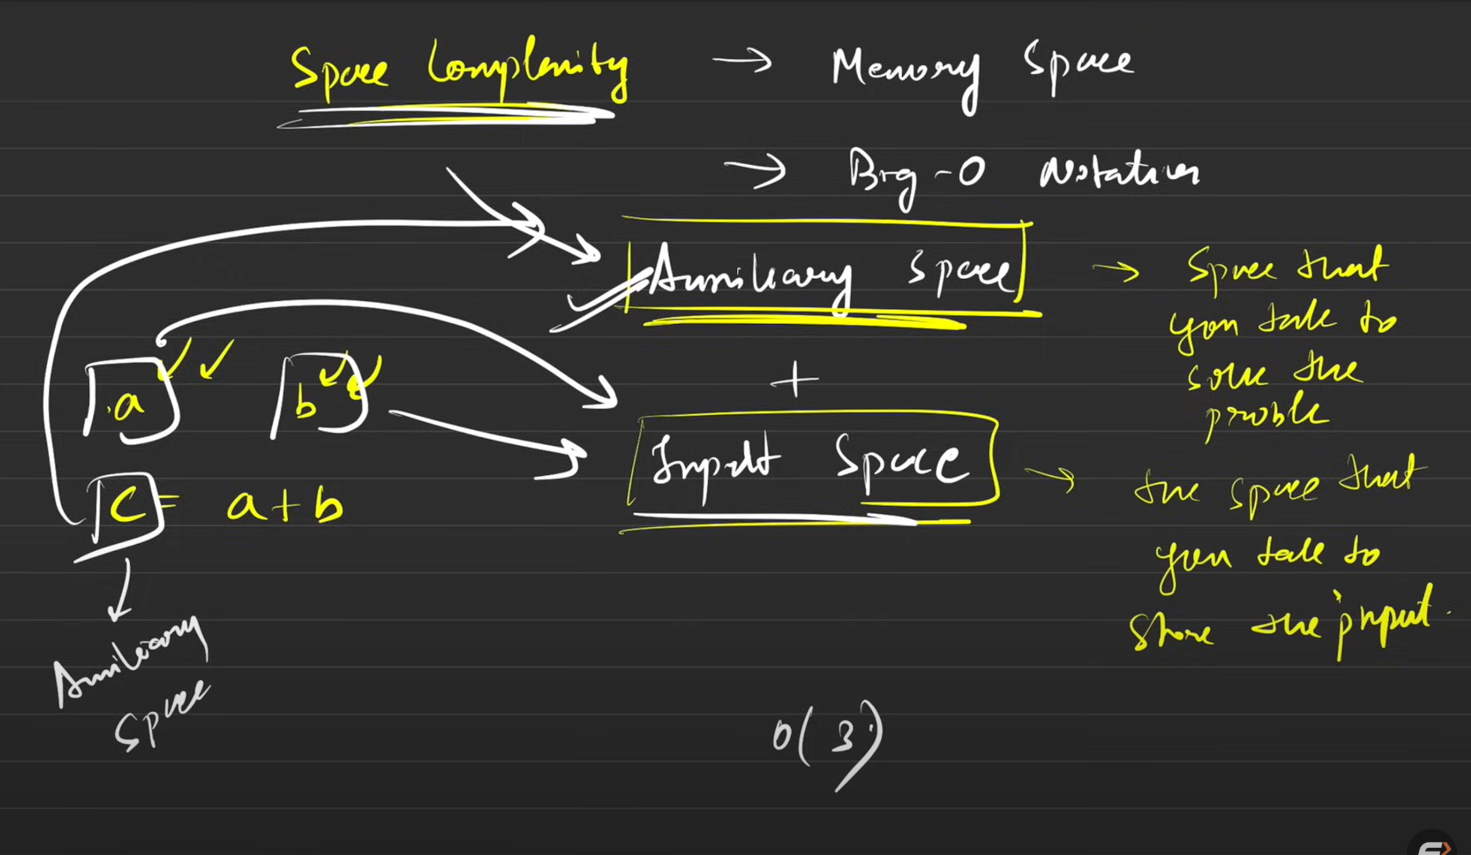 Space Complexity → Memory Space
→ Big-O Notation
Auxiliary Space → Space that
you take to
solve the
problem
+
Input Space → the space that
you take to
store the input.
a b
c = a+b
Auxiliary
Space
O(3)